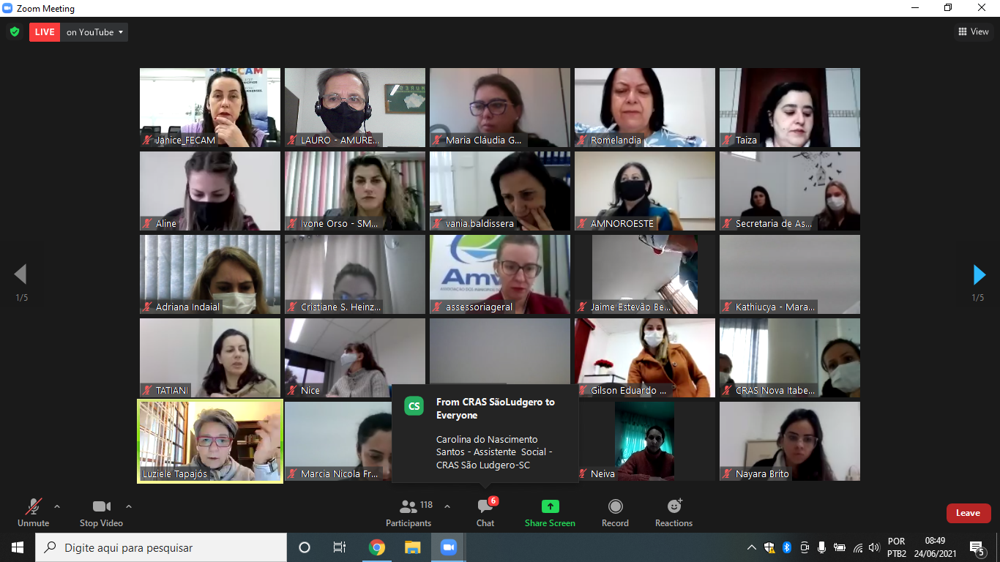 Zoom Meeting
LIVE
on YouTube
View
FECAM
Janice_FECAM
LAURO - AMURE...
Maria Cláudia G...
Romelandia
Taiza
Aline
Ivone Orso - SM...
vania.baldissera
AMNOROESTE
Secretaria de As...
1/5
1/5
Adriana Indaial
Cristiane S. Heinz...
Amv
assessoriageral
Jaime Estevão Be...
Kathiucya - Mara...
TATIANI
Nice
Gilson Eduardo ...
CRAS Nova Itabe...
CS
From CRAS SãoLudgero to
Everyone
Carolina do Nascimento
Santos - Assistente Social -
CRAS São Ludgero-SC
Luziele Tapajós
Marcia Nicola Fr...
Neiva
Nayara Brito
Unmute
Stop Video
118
Participants
6
Chat
Share Screen
Record
Reactions
Leave
Digite aqui para pesquisar
POR
PTB2
08:49
24/06/2021
5